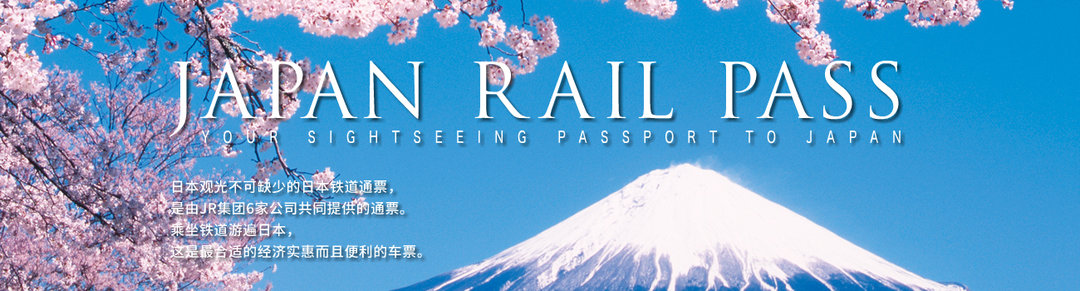 JAPAN RAIL PASS
YOUR SIGHTSEEING PASSPORT TO JAPAN
日本观光不可缺少的日本铁道通票，
是由JR集团6家公司共同提供的通票。
乘坐铁道游遍日本，
这是最合适的经济实惠而且便利的车票。